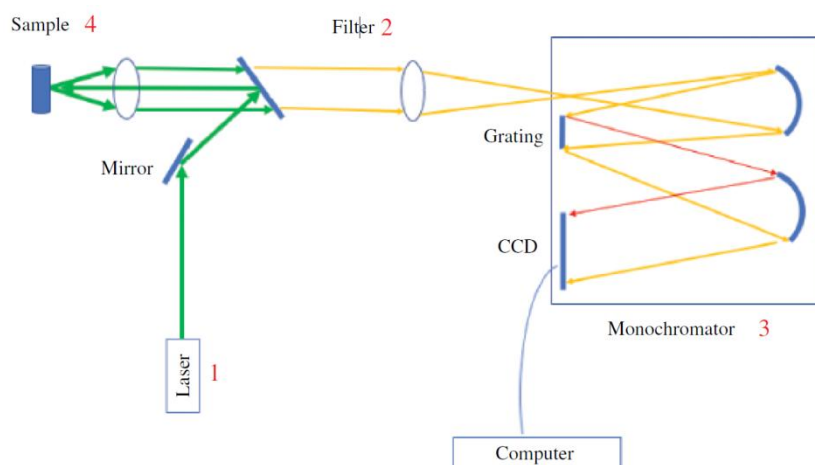 Sample 4
Filter 2
Grating
Mirror
CCD
Monochromator 3
Laser 1
Computer